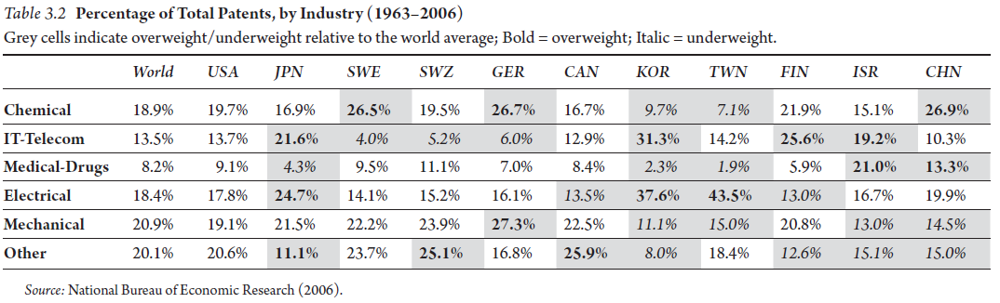 Table 3.2 Percentage of Total Patents, by Industry (1963–2006)
Grey cells indicate overweight/underweight relative to the world average; Bold = overweight; Italic = underweight.
World USA JPN SWE SWZ GER CAN KOR TWN FIN ISR CHN
Chemical 18.9% 19.7% 16.9% 26.5% 19.5% 26.7% 16.7% 9.7% 7.1% 21.9% 15.1% 26.9%
IT-Telecom 13.5% 13.7% 21.6% 4.0% 5.2% 6.0% 12.9% 31.3% 14.2% 25.6% 19.2% 10.3%
Medical-Drugs 8.2% 9.1% 4.3% 9.5% 11.1% 7.0% 8.4% 2.3% 1.9% 5.9% 21.0% 13.3%
Electrical 18.4% 17.8% 24.7% 14.1% 15.2% 16.1% 13.5% 37.6% 43.5% 13.0% 16.7% 19.9%
Mechanical 20.9% 19.1% 21.5% 22.2% 23.9% 27.3% 22.5% 11.1% 15.0% 20.8% 13.0% 14.5%
Other 20.1% 20.6% 11.1% 23.7% 25.1% 16.8% 25.9% 8.0% 18.4% 12.6% 15.1% 15.0%
Source: National Bureau of Economic Research (2006).